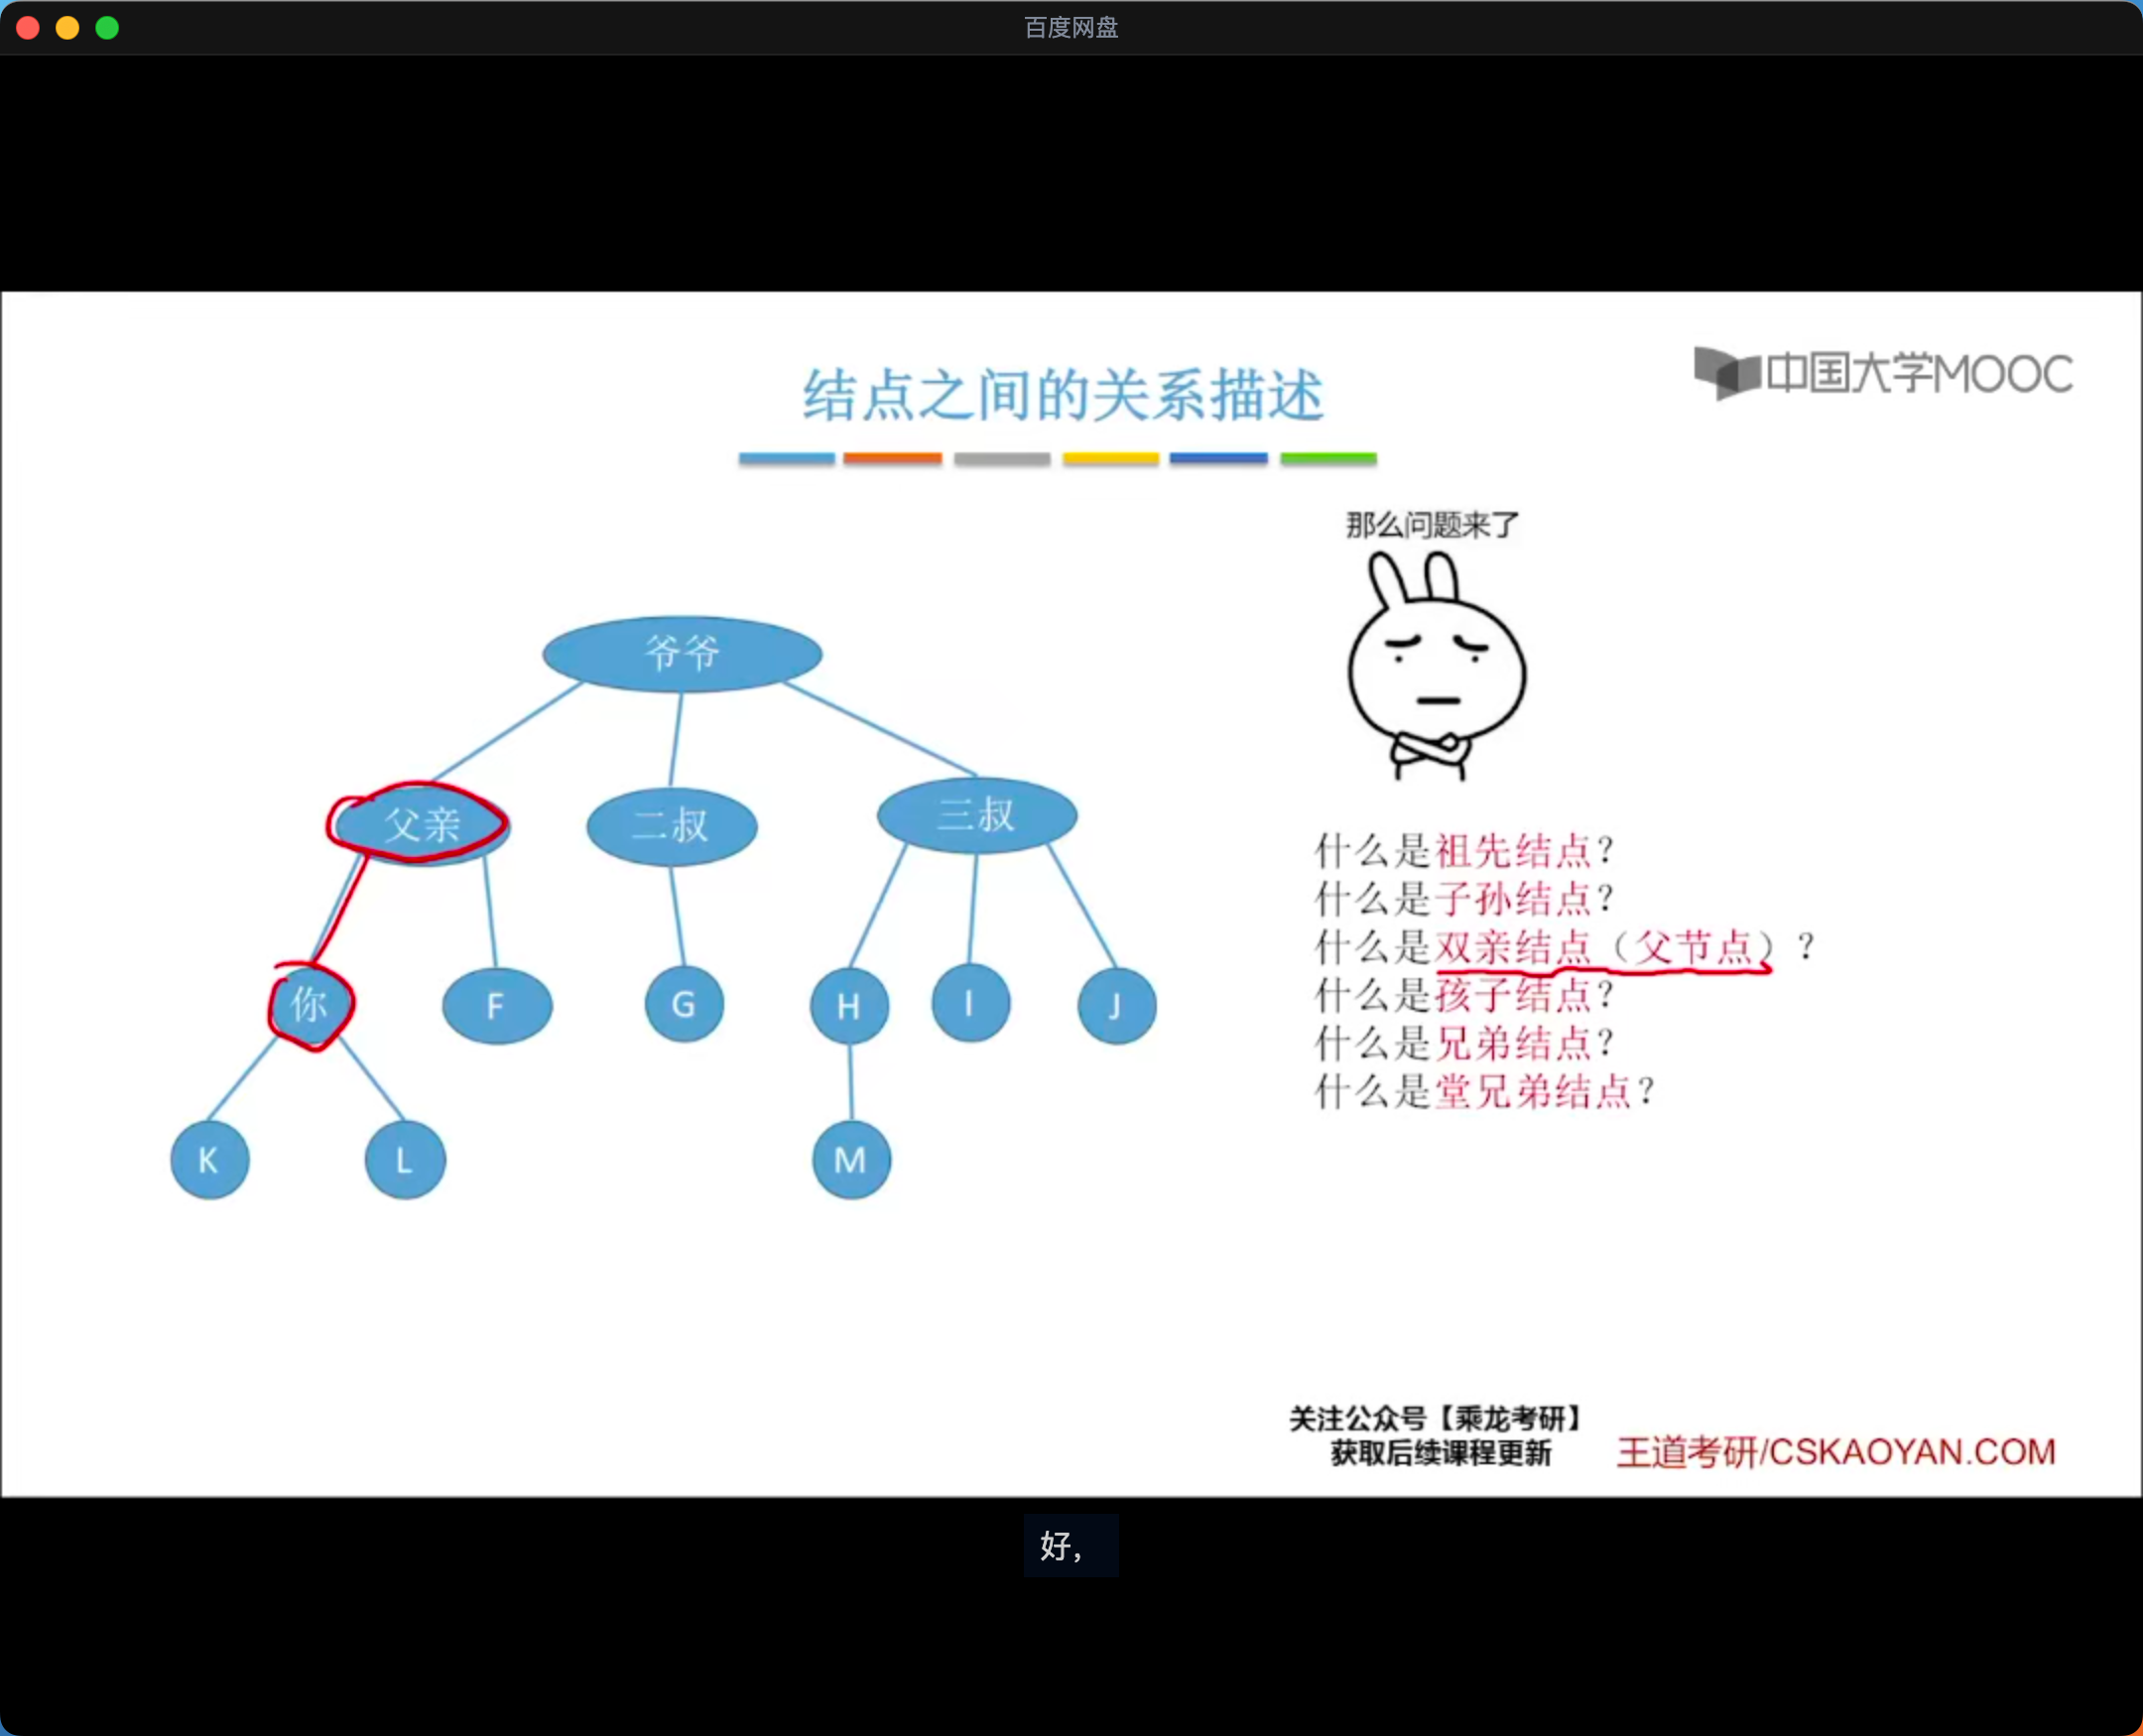 百度网盘
结点之间的关系描述
中国大学MOOC
那么问题来了
爷爷
父亲
二叔
三叔
你
F
G
H
I
J
K
L
M
什么是祖先结点？
什么是子孙结点？
什么是双亲结点（父节点）？
什么是孩子结点？
什么是兄弟结点？
什么是堂兄弟结点？
关注公众号【乘龙考研】
获取后续课程更新
王道考研/CSKAOYAN.COM
好，